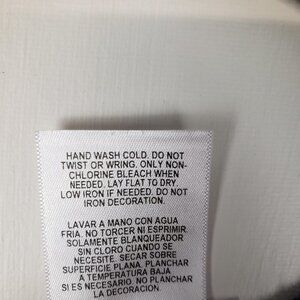 HAND WASH COLD. DO NOT
TWIST OR WRING. ONLY NON-
CHLORINE BLEACH WHEN
NEEDED. LAY FLAT TO DRY.
LOW IRON IF NEEDED. DO NOT
IRON DECORATION.
LAVAR A MANO CON AGUA
FRIA. NO TORCER NI ESPRIMIR.
SOLAMENTE BLANQUEADOR
SIN CLORO CUANDO SE
NECESITE. SECAR SOBRE
SUPERFICIE PLANA. PLANCHAR
A TEMPERATURA BAJA
SI ES NECESARIO. NO PLANCHAR
LA DECORACION.